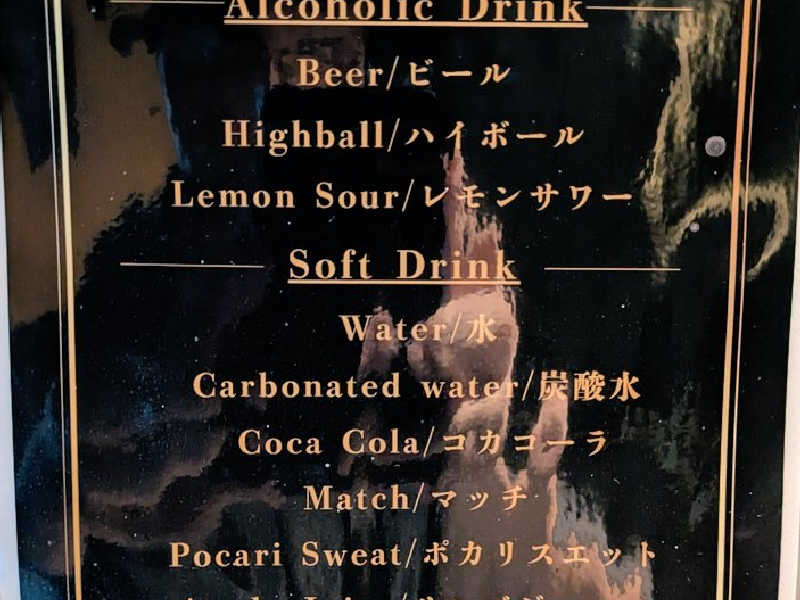 Alcoholic Drink
Beer/ビール
Highball/ハイボール
Lemon Sour/レモンサワー
Soft Drink
Water/水
Carbonated water/炭酸水
Coca Cola/コカコーラ
Match/マッチ
Pocari Sweat/ポカリスエット